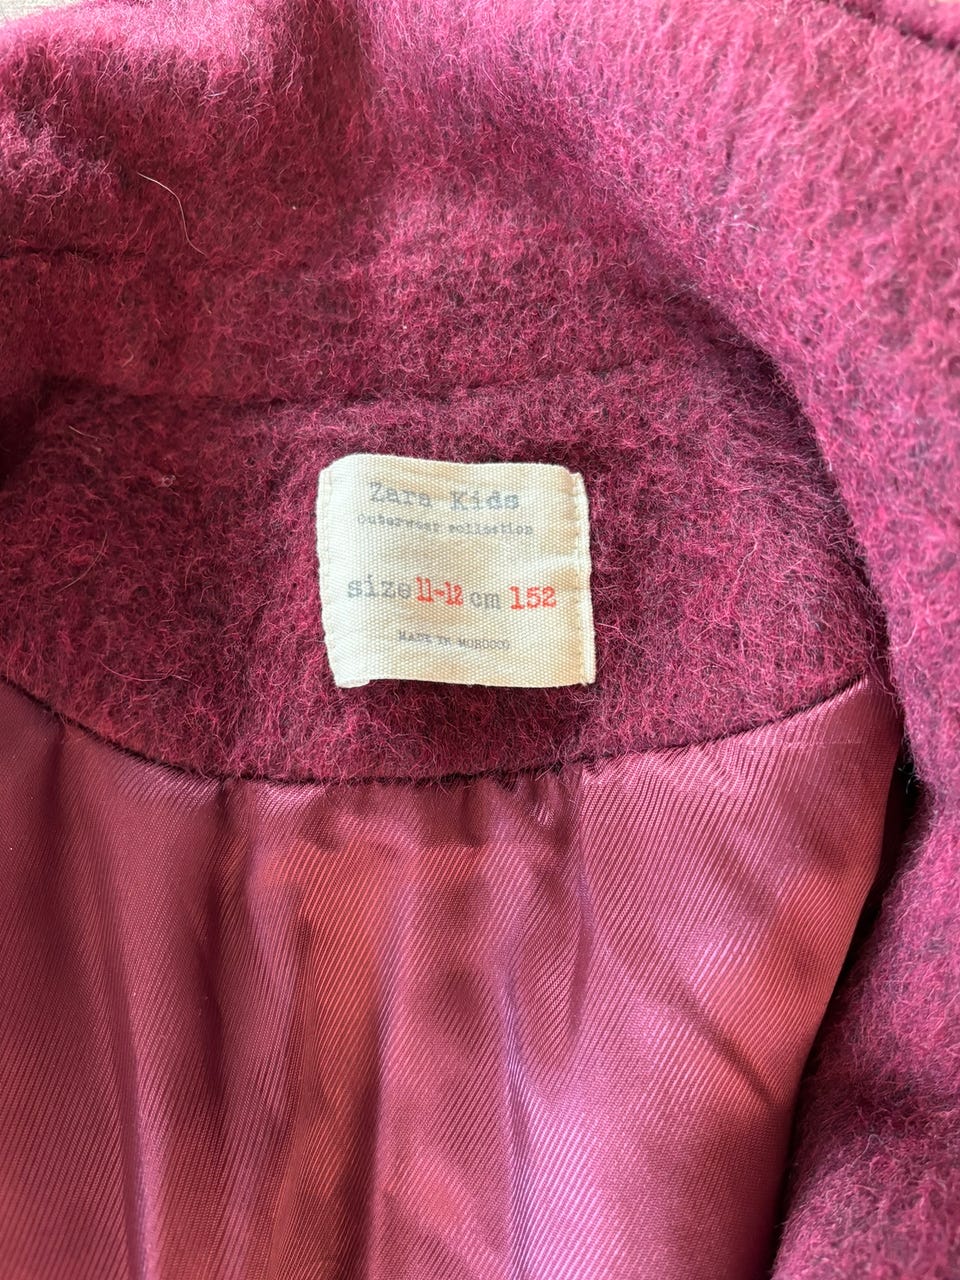 Zara Kids
Outerwear collection
size 11-12 cm 152
MADE IN MOROCCO